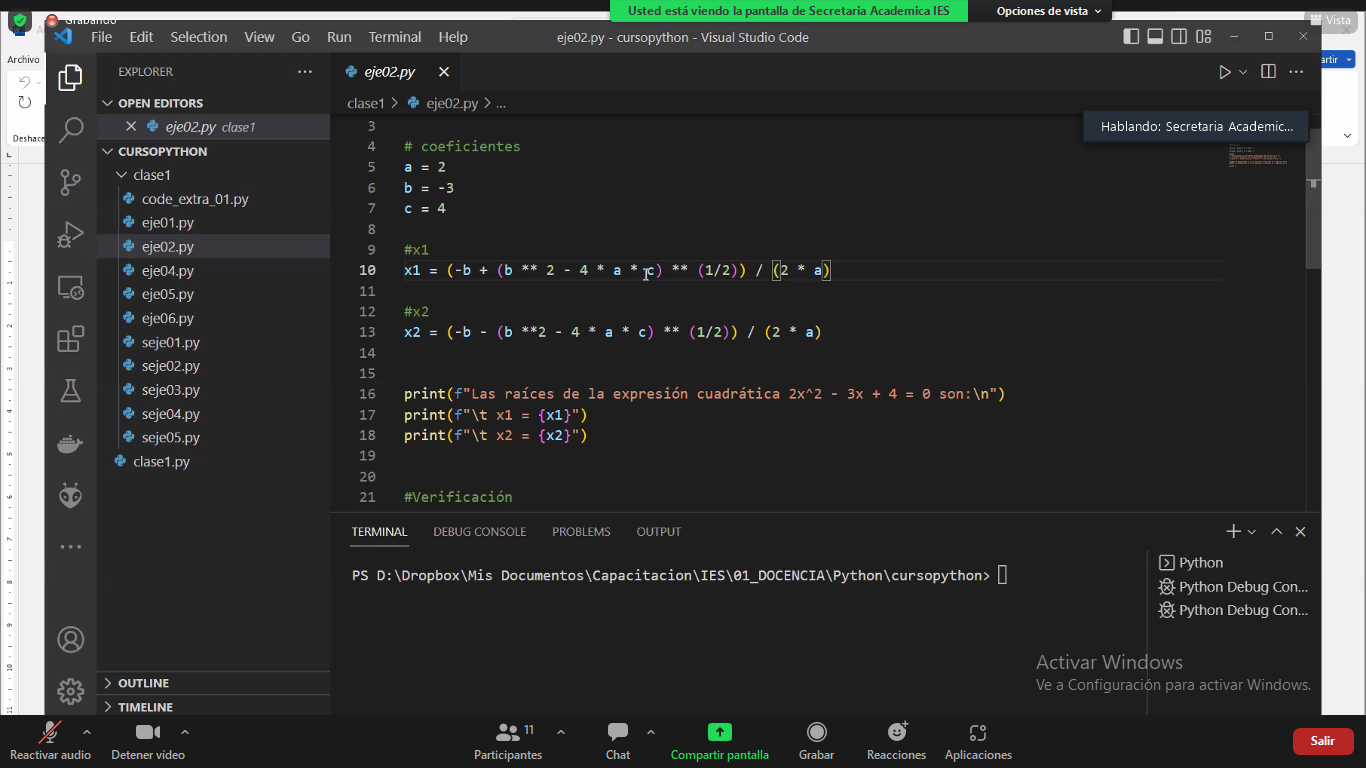 Usted está viendo la pantalla de Secretaria Academica IES
Opciones de vista
Vista
Grabando
File Edit Selection View Go Run Terminal Help
eje02.py - cursopython - Visual Studio Code
Archivo
Deshacer
EXPLORER
OPEN EDITORS
eje02.py clase1
CURSOPYTHON
clase1
code_extra_01.py
eje01.py
eje02.py
eje04.py
eje05.py
eje06.py
seje01.py
seje02.py
seje03.py
seje04.py
seje05.py
clase1.py
OUTLINE
TIMELINE
eje02.py
clase1 > eje02.py > ...
Hablando: Secretaria Academic...
3
4 # coeficientes
5 a = 2
6 b = -3
7 c = 4
8
9 #x1
10 x1 = (-b + (b ** 2 - 4 * a * c) ** (1/2)) / (2 * a)
11
12 #x2
13 x2 = (-b - (b **2 - 4 * a * c) ** (1/2)) / (2 * a)
14
15
16 print(f"Las raíces de la expresión cuadrática 2x^2 - 3x + 4 = 0 son:\n")
17 print(f"\t x1 = {x1}")
18 print(f"\t x2 = {x2}")
19
20
21 #Verificación
TERMINAL DEBUG CONSOLE PROBLEMS OUTPUT
PS D:\Dropbox\Mis Documentos\Capacitacion\IES\01_DOCENCIA\Python\cursopython>
Python
Python Debug Con...
Python Debug Con...
Activar Windows
Ve a Configuración para activar Windows.
Reactivar audio
Detener video
Participantes
11
Chat
Compartir pantalla
Grabar
Reacciones
Aplicaciones
Salir